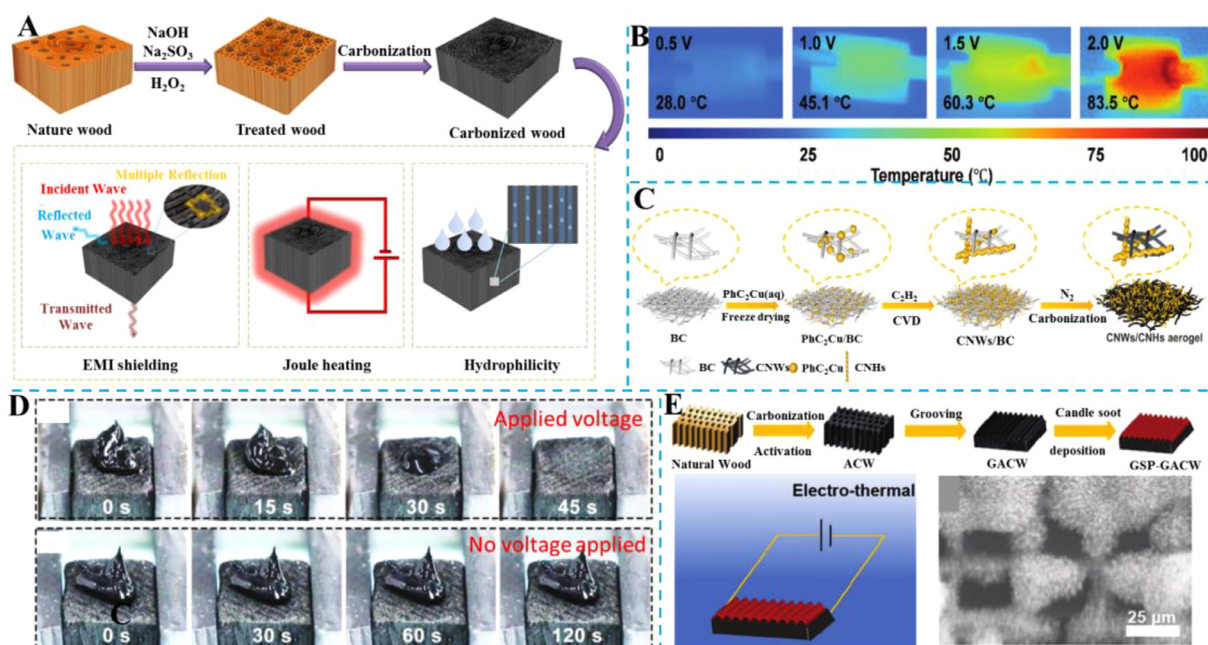 A
NaOH
Na₂SO₃
H₂O₂
Carbonization
Nature wood
Treated wood
Carbonized wood
Multiple Reflection
Incident Wave
Reflected
Wave
Transmitted
Wave
EMI shielding
Joule heating
Hydrophilicity
B
0.5 V
1.0 V
1.5 V
2.0 V
28.0 °C
45.1 °C
60.3 °C
83.5 °C
0 25 50 75 100
Temperature (℃)
C
PhC₂Cu(aq)
Freeze drying
C₂H₂
CVD
N₂
Carbonization
BC
PhC₂Cu/BC
CNWs/BC
CNWs/CNHs aerogel
BC CNWs PhC₂Cu CNHs
D
Applied voltage
0 s 15 s 30 s 45 s
No voltage applied
C
0 s 30 s 60 s 120 s
E
Carbonization
Activation
Grooving
Candle soot
deposition
Natural Wood
ACW
GACW
GSP-GACW
Electro-thermal
25 μm